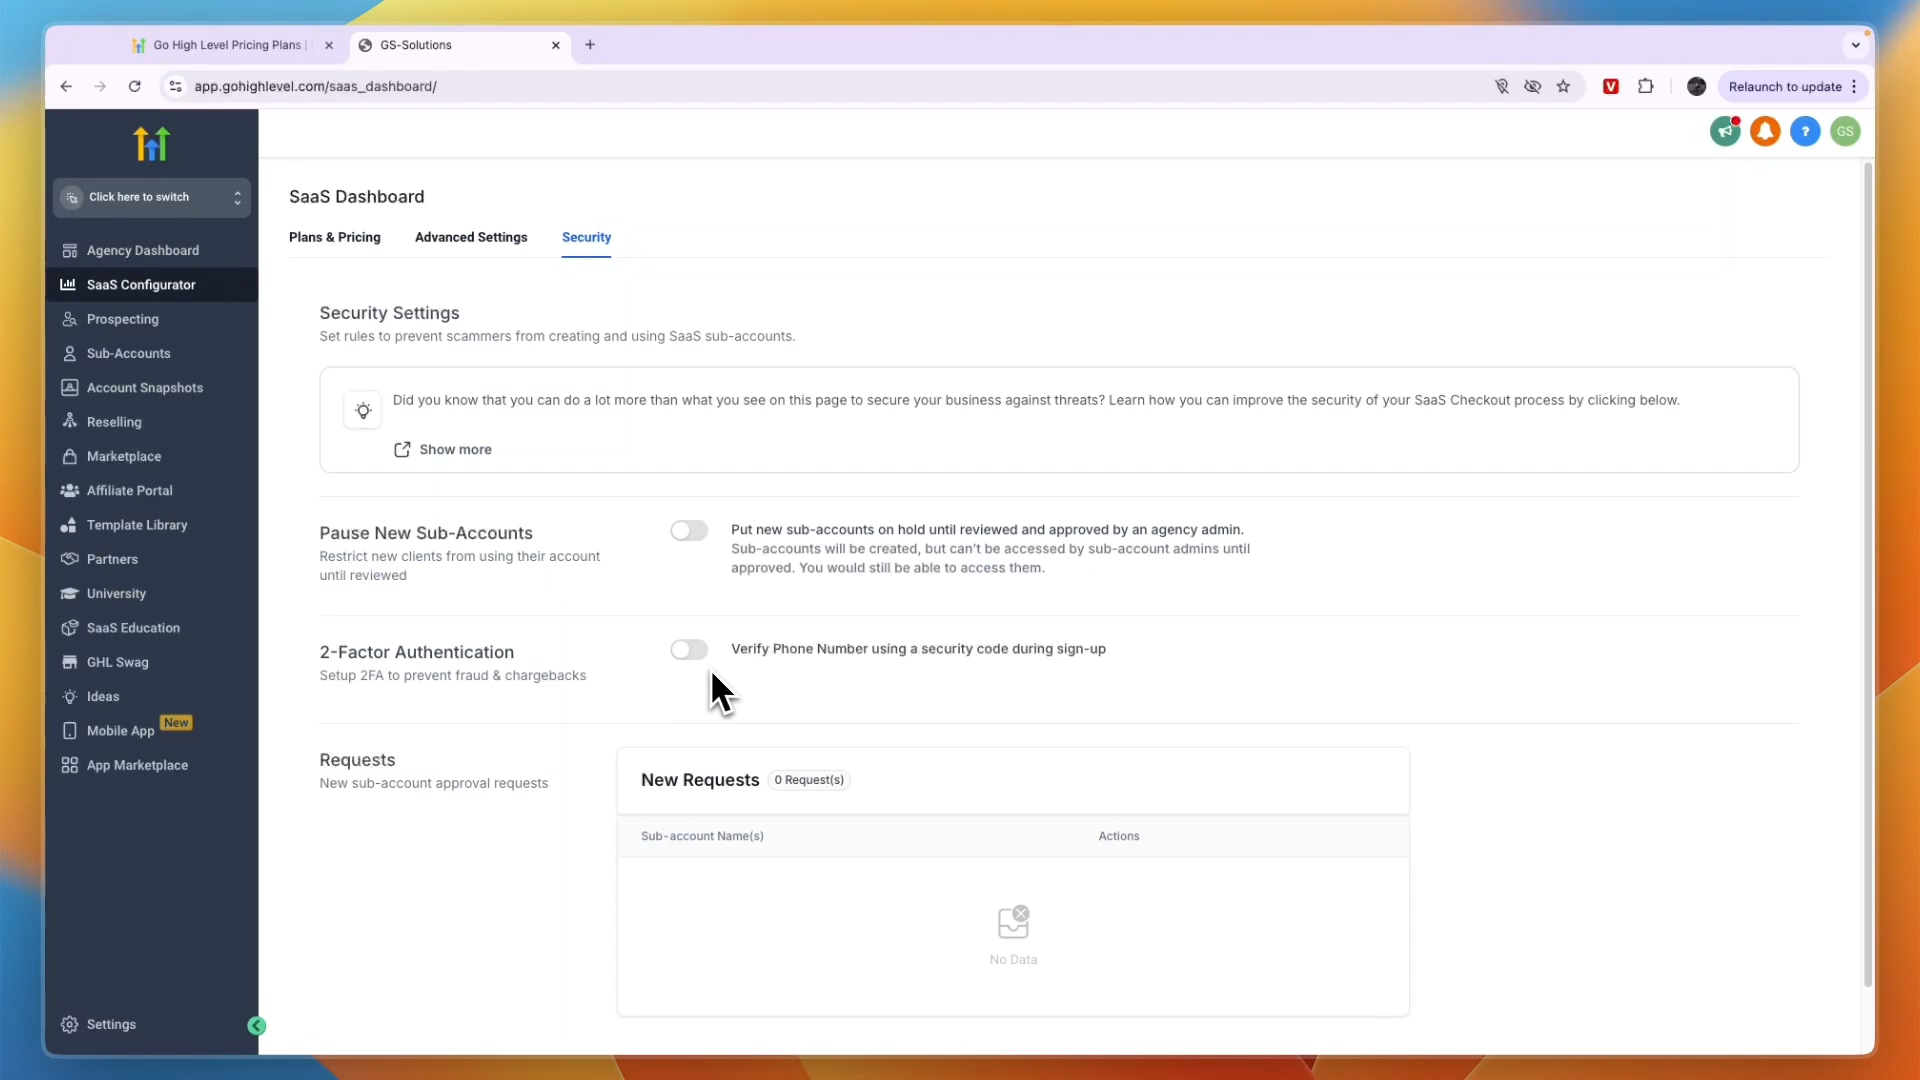 Go High Level Pricing Plans |
GS-Solutions
app.gohighlevel.com/saas_dashboard/
V
Relaunch to update
?
GS
Click here to switch
Agency Dashboard
SaaS Configurator
Prospecting
Sub-Accounts
Account Snapshots
Reselling
Marketplace
Affiliate Portal
Template Library
Partners
University
SaaS Education
GHL Swag
Ideas
Mobile App New
App Marketplace
Settings
SaaS Dashboard
Plans & Pricing
Advanced Settings
Security
Security Settings
Set rules to prevent scammers from creating and using SaaS sub-accounts.
Did you know that you can do a lot more than what you see on this page to secure your business against threats? Learn how you can improve the security of your SaaS Checkout process by clicking below.
Show more
Pause New Sub-Accounts
Restrict new clients from using their account
until reviewed
Put new sub-accounts on hold until reviewed and approved by an agency admin.
Sub-accounts will be created, but can't be accessed by sub-account admins until
approved. You would still be able to access them.
2-Factor Authentication
Setup 2FA to prevent fraud & chargebacks
Verify Phone Number using a security code during sign-up
Requests
New sub-account approval requests
New Requests 0 Request(s)
Sub-account Name(s)
Actions
No Data